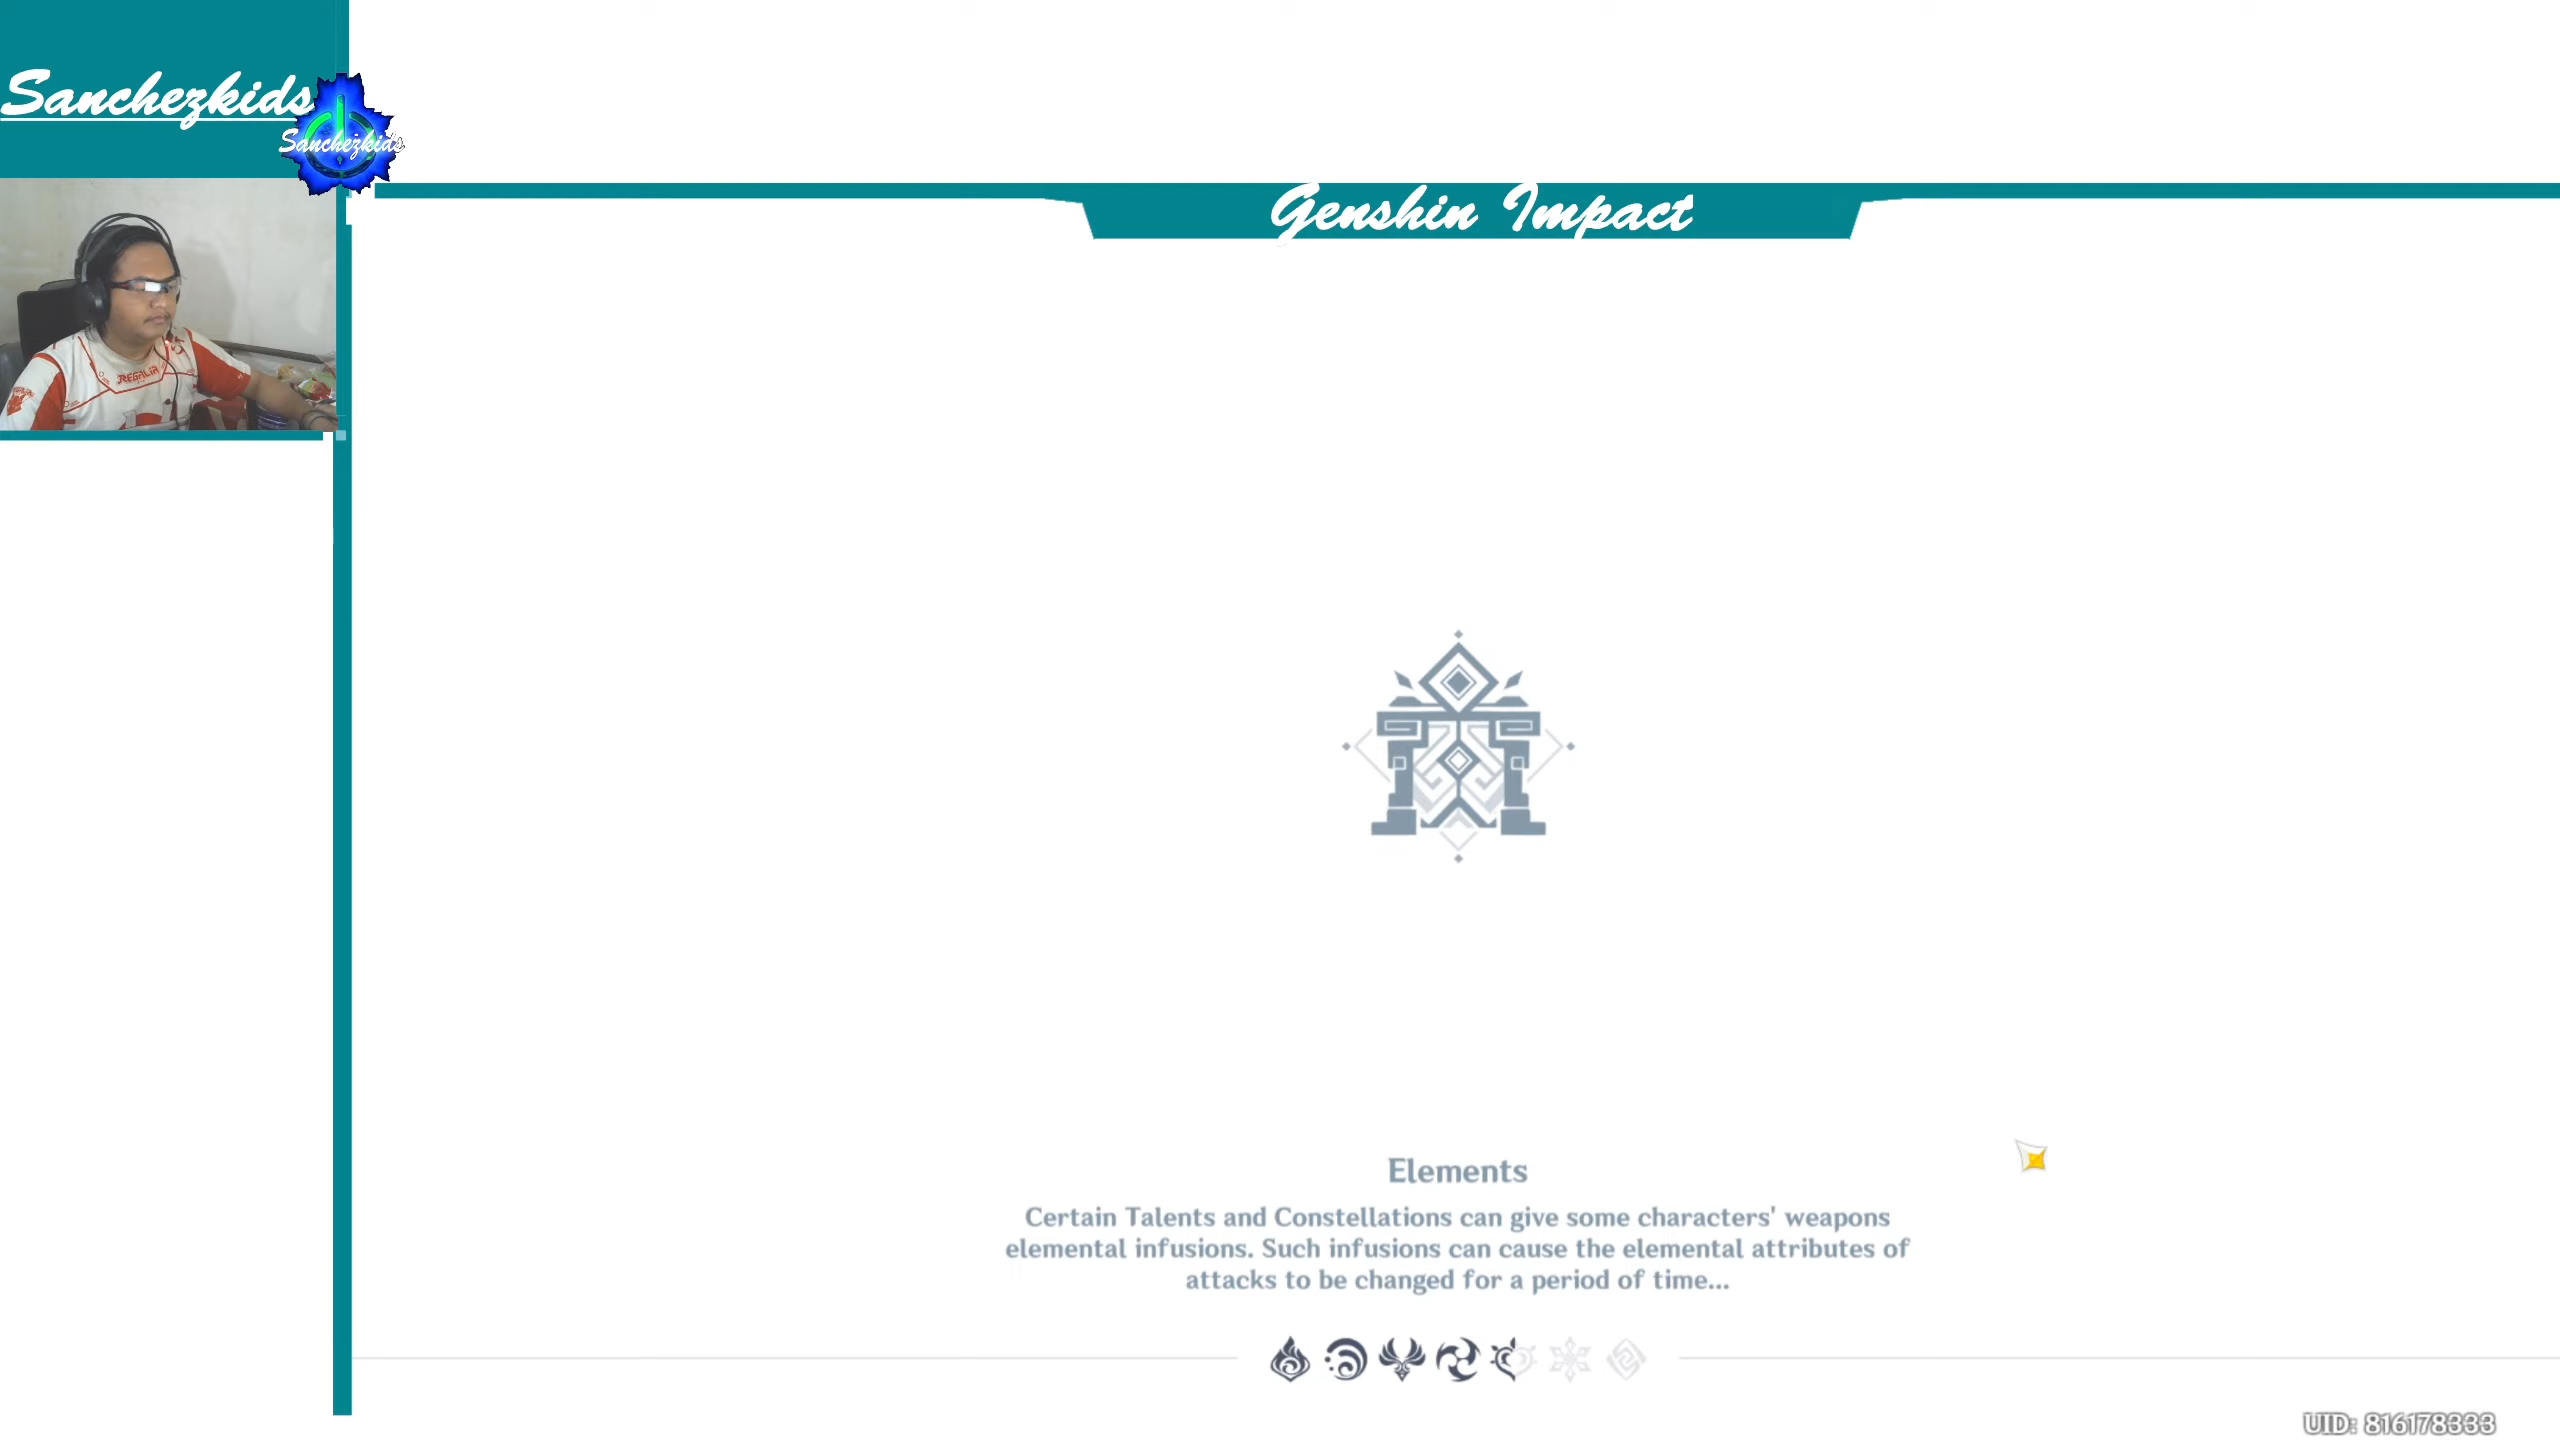 Sanchezkids
Sanchezkids
Genshin Impact
REGALIA
Elements
Certain Talents and Constellations can give some characters' weapons
elemental infusions. Such infusions can cause the elemental attributes of
attacks to be changed for a period of time...
UID: 816178333